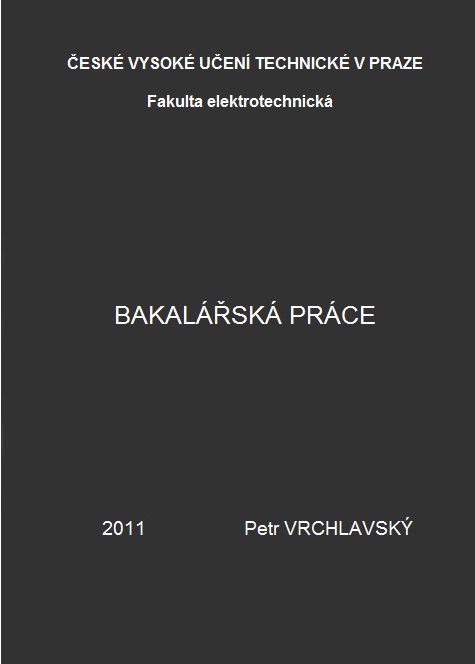 ČESKÉ VYSOKÉ UČENÍ TECHNICKÉ V PRAZE
Fakulta elektrotechnická
BAKALÁŘSKÁ PRÁCE
2011 Petr VRCHLAVSKÝ